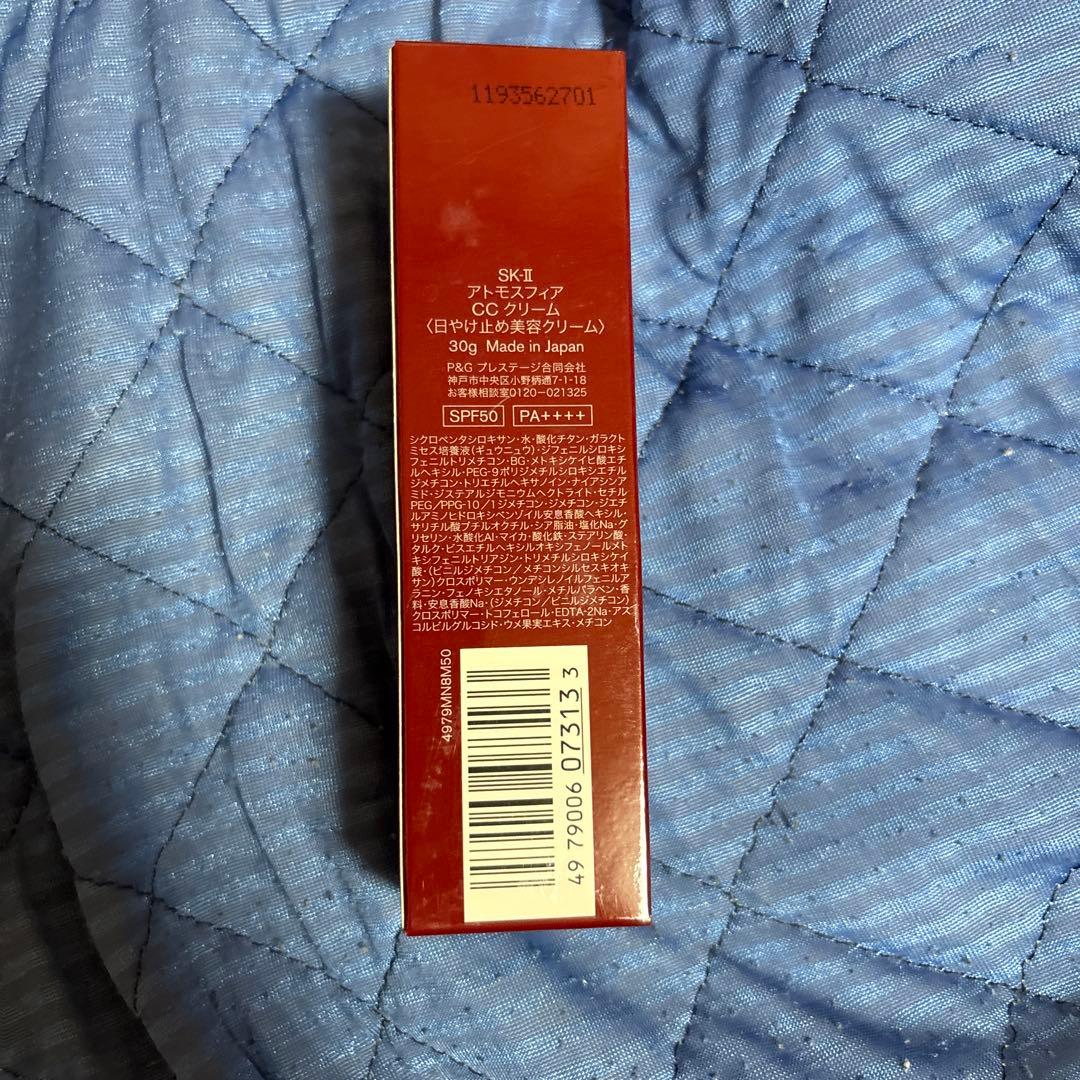 1193562701
SK-II
アトモスフィア
CC クリーム
〈日やけ止め美容クリーム〉
30g Made in Japan
P&G プレステージ合同会社
神戸市中央区小野柄通7-1-18
お客様相談室0120-021325
SPF50 PA++++
シクロペンタシロキサン・水・酸化チタン・ガラクト
ミセス培養液(ギュウニュウ)・ジフェニルシロキシ
フェニルトリメチコン・BG・メトキシケイヒ酸エチ
ルヘキシル・PEG-9ポリジメチルシロキシエチル
ジメチコン・トリエチルヘキサノイン・ナイアシンア
ミド・ジステアルジモニウムヘクトライト・セチル
PEG/PPG-10/1ジメチコン・ジメチコン・ジエチ
ルアミノヒドロキシベンゾイル安息香酸ヘキシル・
サリチル酸ブチルオクチル・シア脂油・塩化Na・グ
リセリン・水酸化Al・マイカ・酸化鉄・ステアリン酸・
タルク・ビスエチルヘキシルオキシフェノールメト
キシフェニルトリアジン・トリメチルシロキシケイ
酸・(ビニルジメチコン/メチコンシルセスキオキ
サン)クロスポリマー・ウンデシレノイルフェニルア
ラニン・フェノキシエタノール・メチルパラベン・香
料・安息香酸Na・(ジメチコン/ビニルジメチコン)
クロスポリマー・トコフェロール・EDTA-2Na・アス
コルビルグルコシド・ウメ果実エキス・メチコン
4979MN8M50
49 79006 07313 3